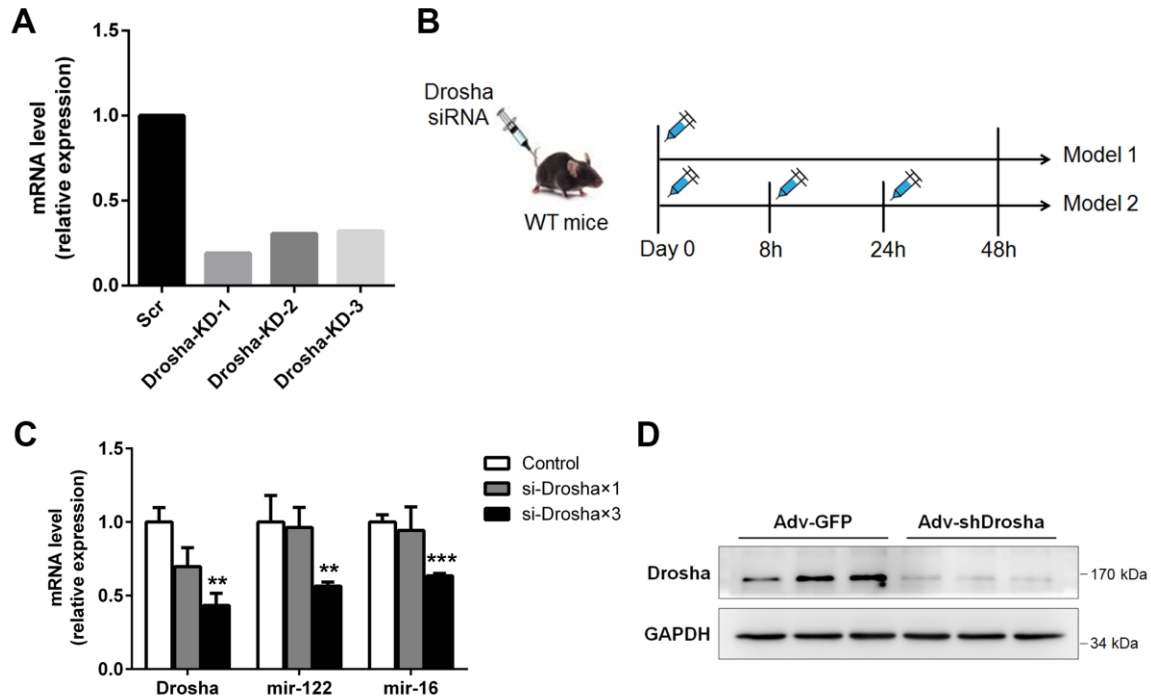 A
mRNA level
(relative expression)
1.5
1.0
0.5
0.0
Scr
Drosha-KD-1
Drosha-KD-2
Drosha-KD-3
B
Drosha
siRNA
WT mice
Model 1
Model 2
Day 0
8h
24h
48h
C
mRNA level
(relative expression)
1.5
1.0
0.5
0.0
**
**
***
Drosha
mir-122
mir-16
Control
si-Drosha×1
si-Drosha×3
D
Adv-GFP
Adv-shDrosha
Drosha
170 kDa
GAPDH
34 kDa